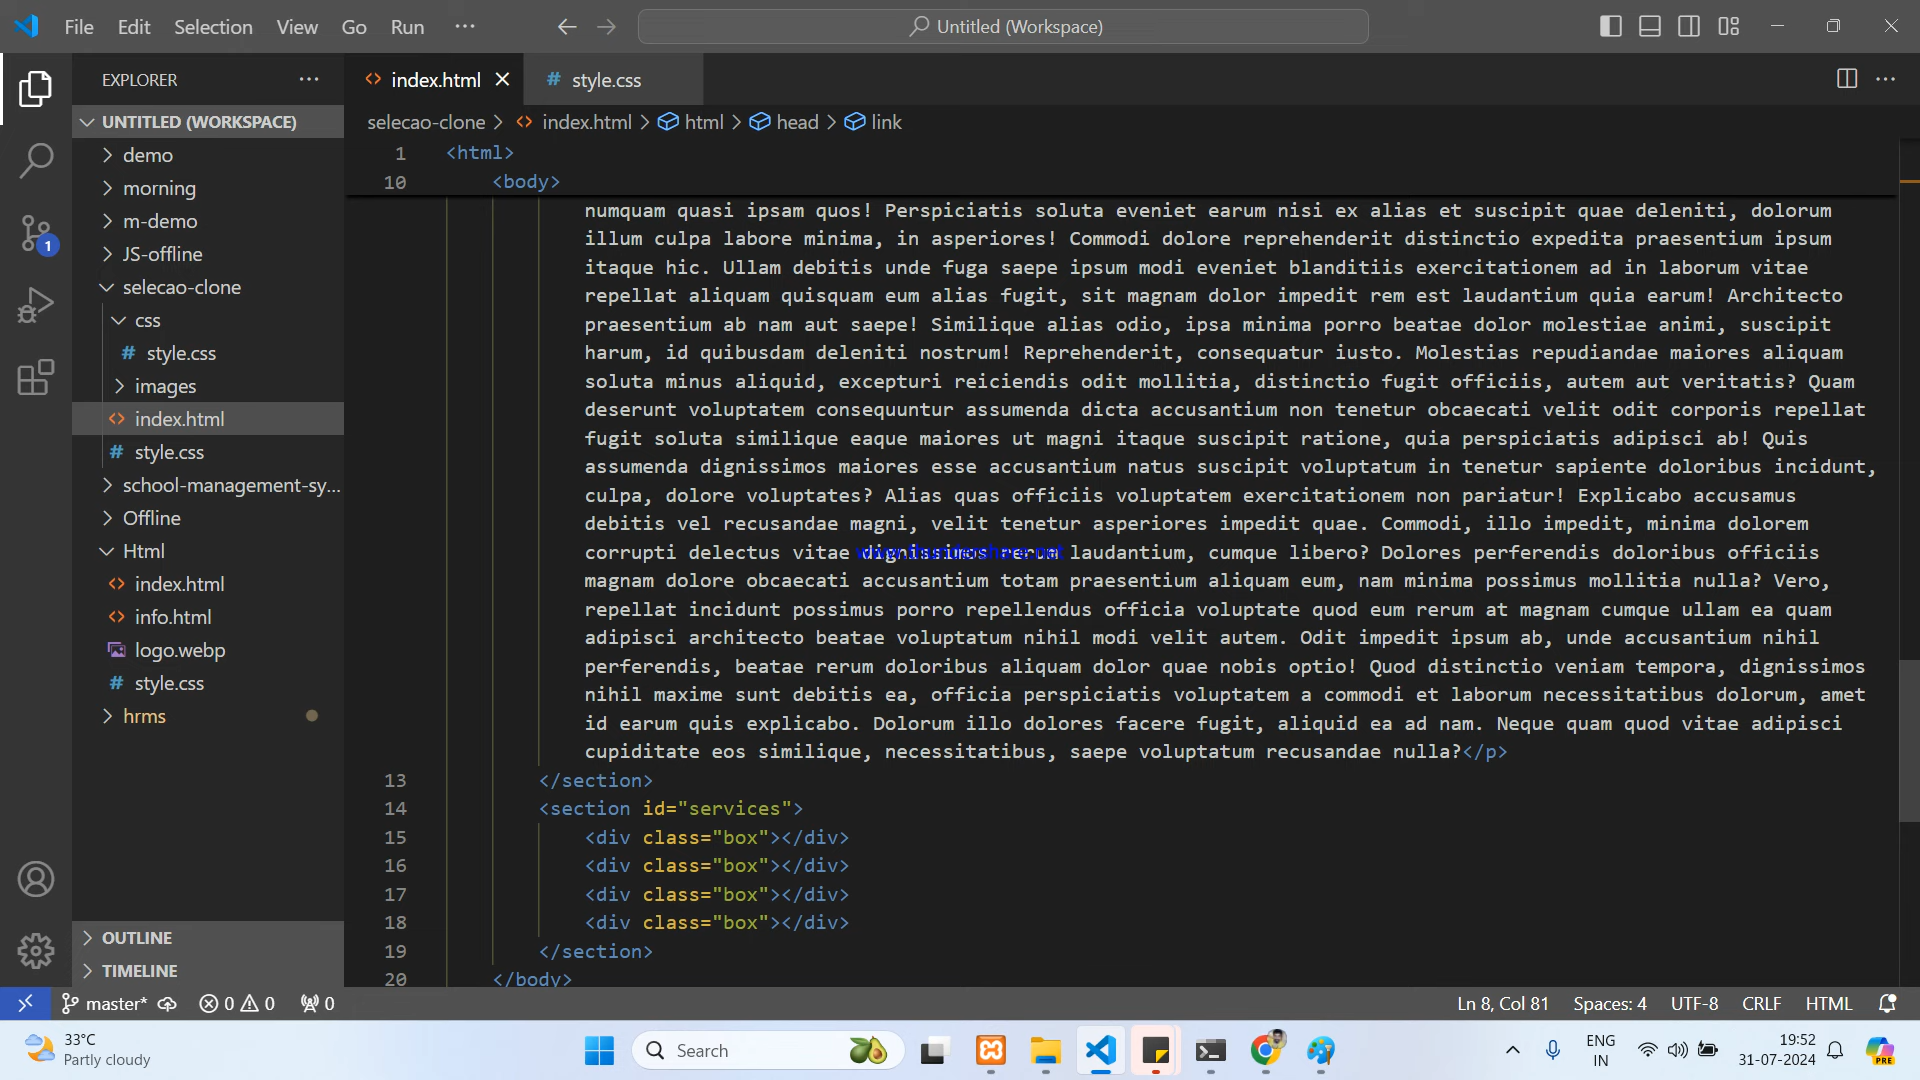 File Edit Selection View Go Run ··· Untitled (Workspace)
EXPLORER ···
index.html
# style.css
UNTITLED (WORKSPACE)
demo
morning
m-demo
JS-offline
selecao-clone
css
# style.css
images
index.html
# style.css
school-management-sy...
Offline
Html
index.html
info.html
logo.webp
# style.css
hrms
OUTLINE
TIMELINE
1
selecao-clone > index.html > html > head > link
1 <html>
10 <body>
numquam quasi ipsam quos! Perspiciatis soluta eveniet earum nisi ex alias et suscipit quae deleniti, dolorum
illum culpa labore minima, in asperiores! Commodi dolore reprehenderit distinctio expedita praesentium ipsum
itaque hic. Ullam debitis unde fuga saepe ipsum modi eveniet blanditiis exercitationem ad in laborum vitae
repellat aliquam quisquam eum alias fugit, sit magnam dolor impedit rem est laudantium quia earum! Architecto
praesentium ab nam aut saepe! Similique alias odio, ipsa minima porro beatae dolor molestiae animi, suscipit
harum, id quibusdam deleniti nostrum! Reprehenderit, consequatur iusto. Molestias repudiandae maiores aliquam
soluta minus aliquid, excepturi reiciendis odit mollitia, distinctio fugit officiis, autem aut veritatis? Quam
deserunt voluptatem consequuntur assumenda dicta accusantium non tenetur obcaecati velit odit corporis repellat
fugit soluta similique eaque maiores ut magni itaque suscipit ratione, quia perspiciatis adipisci ab! Quis
assumenda dignissimos maiores esse accusantium natus suscipit voluptatum in tenetur sapiente doloribus incidunt,
culpa, dolore voluptates? Alias quas officiis voluptatem exercitationem non pariatur! Explicabo accusamus
debitis vel recusandae magni, velit tenetur asperiores impedit quae. Commodi, illo impedit, minima dolorem
corrupti delectus vitae laudantium, cumque libero? Dolores perferendis doloribus officiis
www.thundershare.net
magnam dolore obcaecati accusantium totam praesentium aliquam eum, nam minima possimus mollitia nulla? Vero,
repellat incidunt possimus porro repellendus officia voluptate quod eum rerum at magnam cumque ullam ea quam
adipisci architecto beatae voluptatum nihil modi velit autem. Odit impedit ipsum ab, unde accusantium nihil
perferendis, beatae rerum doloribus aliquam dolor quae nobis optio! Quod distinctio veniam tempora, dignissimos
nihil maxime sunt debitis ea, officia perspiciatis voluptatem a commodi et laborum necessitatibus dolorum, amet
id earum quis explicabo. Dolorum illo dolores facere fugit, aliquid ea ad nam. Neque quam quod vitae adipisci
cupiditate eos similique, necessitatibus, saepe voluptatum recusandae nulla?</p>
13 </section>
14 <section id="services">
15 <div class="box"></div>
16 <div class="box"></div>
17 <div class="box"></div>
18 <div class="box"></div>
19 </section>
20 </body>
master* 0 0 0 Ln 8, Col 81 Spaces: 4 UTF-8 CRLF HTML
33°C
Partly cloudy
Search
PRE
ENG
IN
19:52
31-07-2024